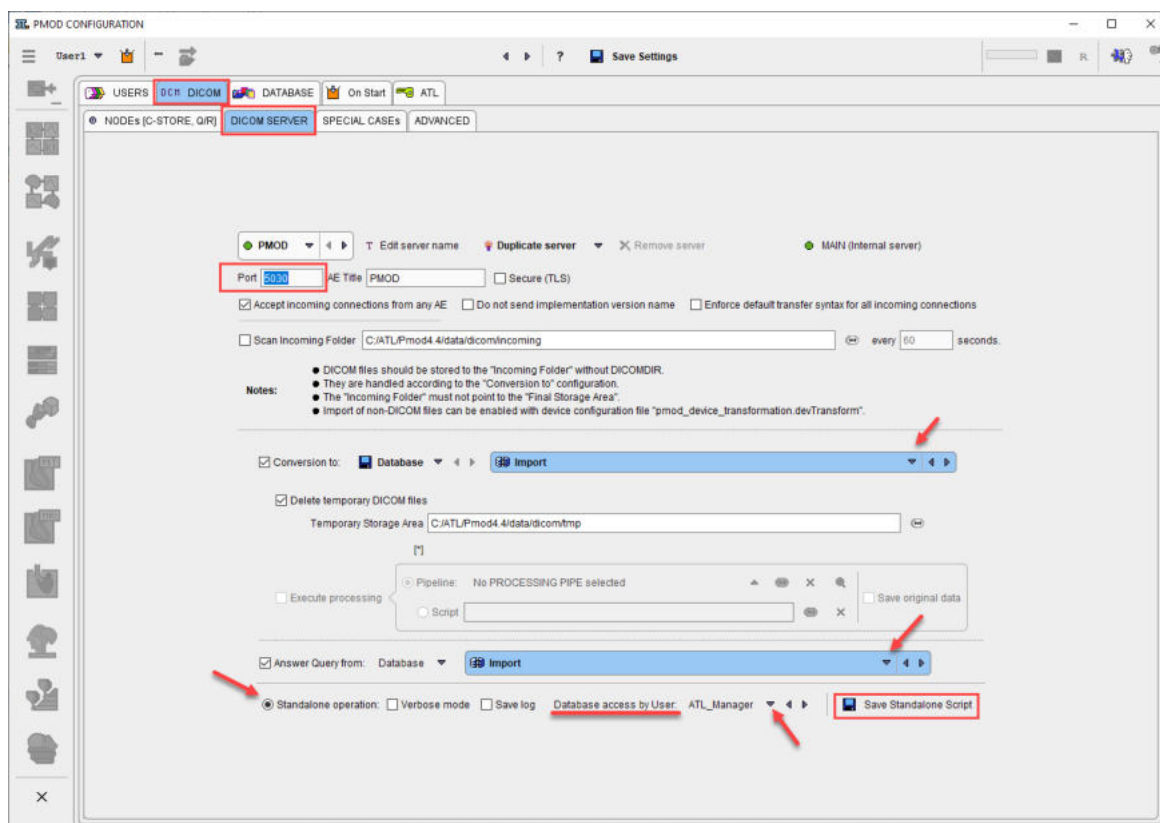 PMOD CONFIGURATION
User1 ? Save Settings R
USERS DCM DICOM DATABASE On Start ATL
NODEs [C-STORE, Q/R] DICOM SERVER SPECIAL CASEs ADVANCED
PMOD T Edit server name Duplicate server Remove server MAIN (Internal server)
Port 5030 AE Title PMOD Secure (TLS)
Accept incoming connections from any AE Do not send implementation version name Enforce default transfer syntax for all incoming connections
Scan Incoming Folder C:/ATL/Pmod4.4/data/dicom/incoming every 60 seconds.
● DICOM files should be stored to the "Incoming Folder" without DICOMDIR.
● They are handled according to the "Conversion to" configuration.
Notes:
● The "Incoming Folder" must not point to the "Final Storage Area".
● Import of non-DICOM files can be enabled with device configuration file "pmod_device_transformation.devTransform".
Conversion to: Database Import
Delete temporary DICOM files
Temporary Storage Area C:/ATL/Pmod4.4/data/dicom/tmp
[*]
Pipeline: No PROCESSING PIPE selected
Execute processing Save original data
Script
Answer Query from: Database Import
Standalone operation: Verbose mode Save log Database access by User: ATL_Manager Save Standalone Script